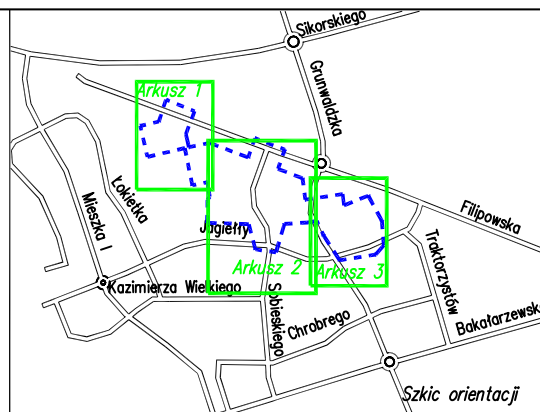 Sikorskiego
Arkusz 1
Grunwaldzka
Łokietka
Mieszka I
Filipowska
Jagiełły
Traktorzystów
Arkusz 2
Arkusz 3
Kazimierza Wielkiego
Sobieskiego
Chrobrego
Bakałarzewsk
Szkic orientacji